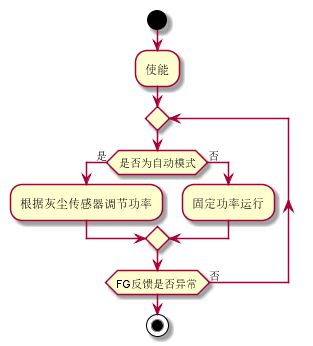 使能
是
是否为自动模式
否
根据灰尘传感器调节功率
固定功率运行
FG反馈是否异常
否